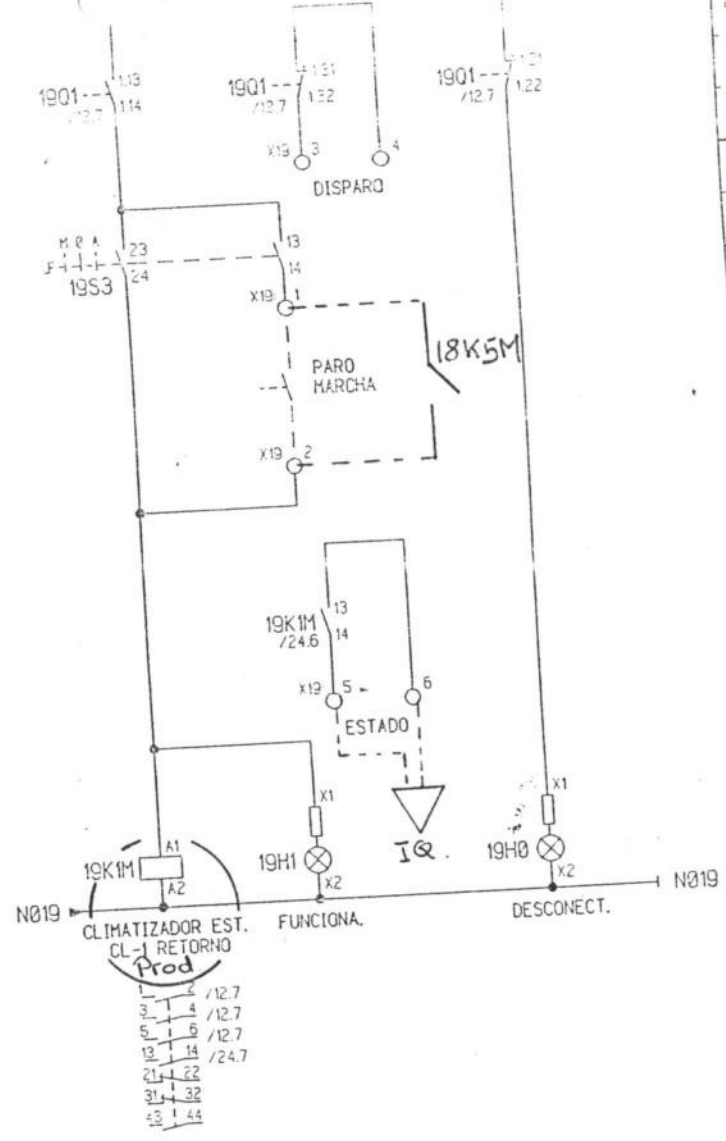 1.13 1.31 1.21
19Q1 19Q1 19Q1
1.14 /12.7 1.32 /12.7 1.22
X19 3 4
DISPARO
M 0 A 23 13
24 14
19S3
X19 1
18K5M
PARO
MARCHA
X19 2
13
19K1M 14
/24.6
X19 5 6
ESTADO
X1 X1
A1
19K1M 19H1 IQ. 19H0
A2 X2 X2
N019 N019
CLIMATIZADOR EST. FUNCIONA. DESCONECT.
CL-1 RETORNO
Prod
1 2 /12.7
3 4 /12.7
5 6 /12.7
13 14 /24.7
21 22
31 32
43 44